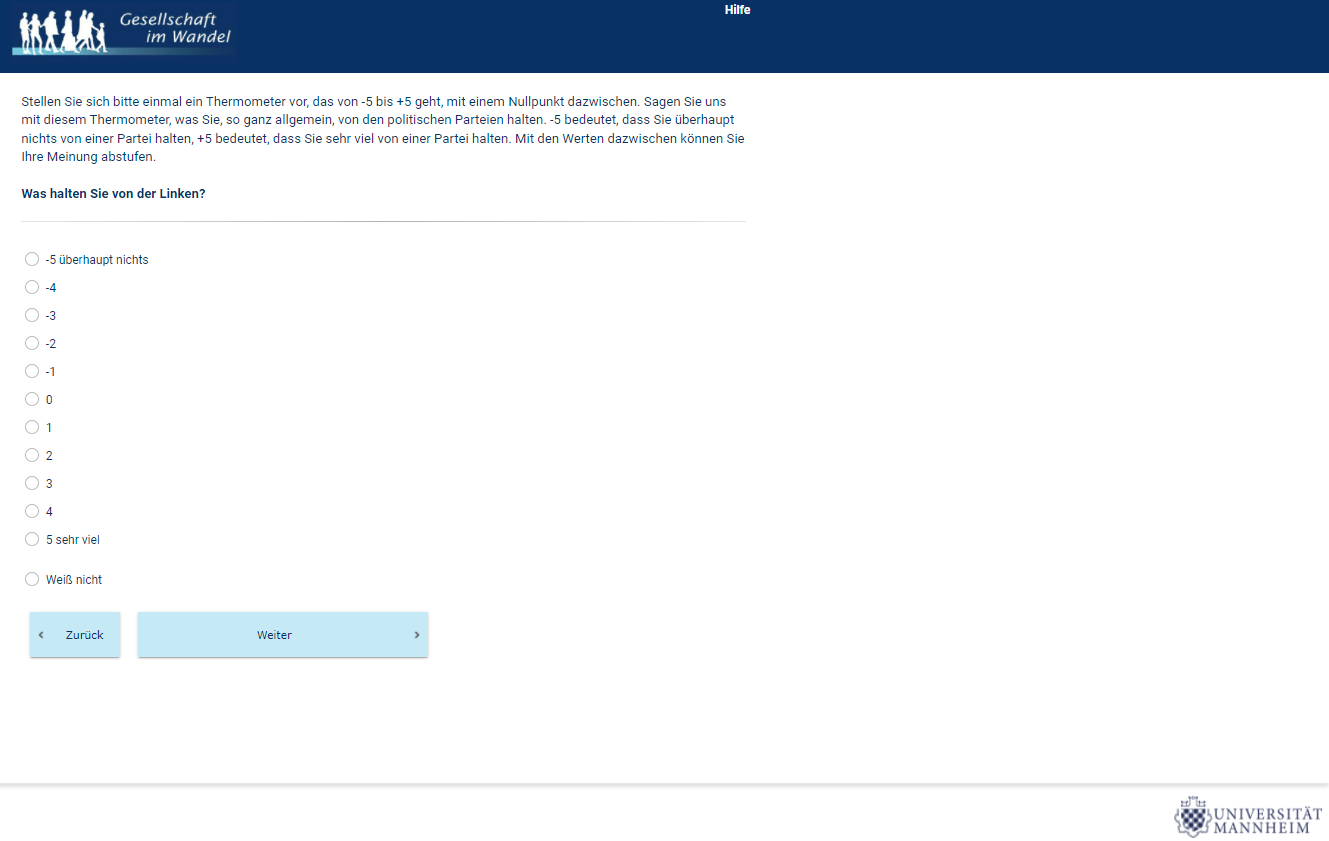 Gesellschaft
im Wandel
Hilfe
Stellen Sie sich bitte einmal ein Thermometer vor, das von -5 bis +5 geht, mit einem Nullpunkt dazwischen. Sagen Sie uns
mit diesem Thermometer, was Sie, so ganz allgemein, von den politischen Parteien halten. -5 bedeutet, dass Sie überhaupt
nichts von einer Partei halten, +5 bedeutet, dass Sie sehr viel von einer Partei halten. Mit den Werten dazwischen können Sie
Ihre Meinung abstufen.
Was halten Sie von der Linken?
-5 überhaupt nichts
-4
-3
-2
-1
0
1
2
3
4
5 sehr viel
Weiß nicht
‹ Zurück
Weiter ›
UNIVERSITÄT
MANNHEIM